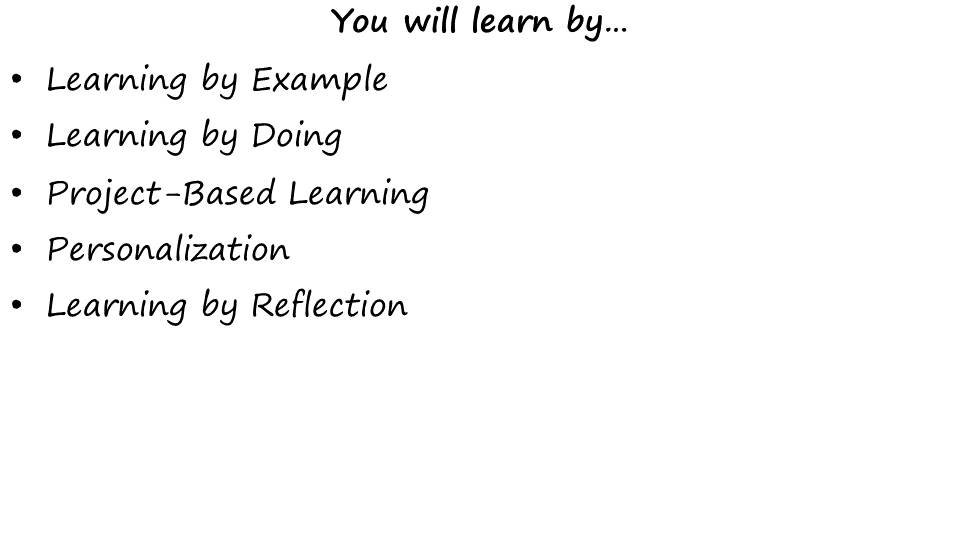 You will learn by...
• Learning by Example
• Learning by Doing
• Project-Based Learning
• Personalization
• Learning by Reflection